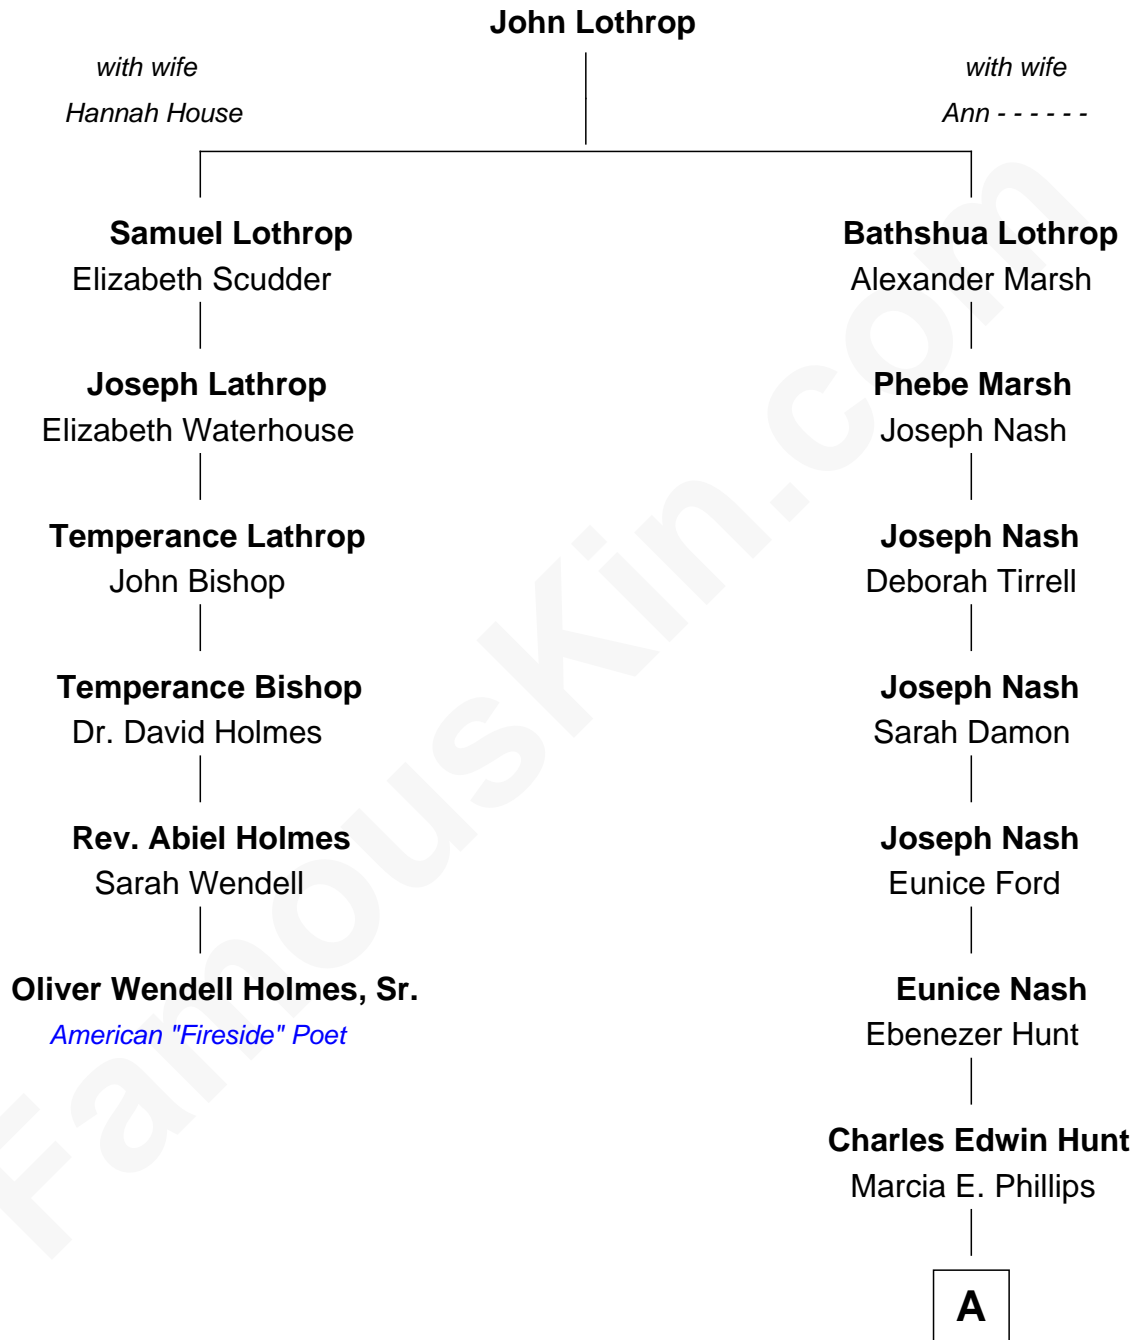 John Lothrop
with wife
Hannah House
with wife
Ann - - - - - -
Samuel Lothrop
Elizabeth Scudder
Bathshua Lothrop
Alexander Marsh
Joseph Lathrop
Elizabeth Waterhouse
Phebe Marsh
Joseph Nash
Temperance Lathrop
John Bishop
Joseph Nash
Deborah Tirrell
Temperance Bishop
Dr. David Holmes
Joseph Nash
Sarah Damon
Rev. Abiel Holmes
Sarah Wendell
Joseph Nash
Eunice Ford
Oliver Wendell Holmes, Sr.
American "Fireside" Poet
Eunice Nash
Ebenezer Hunt
Charles Edwin Hunt
Marcia E. Phillips
A
FamousKin.com